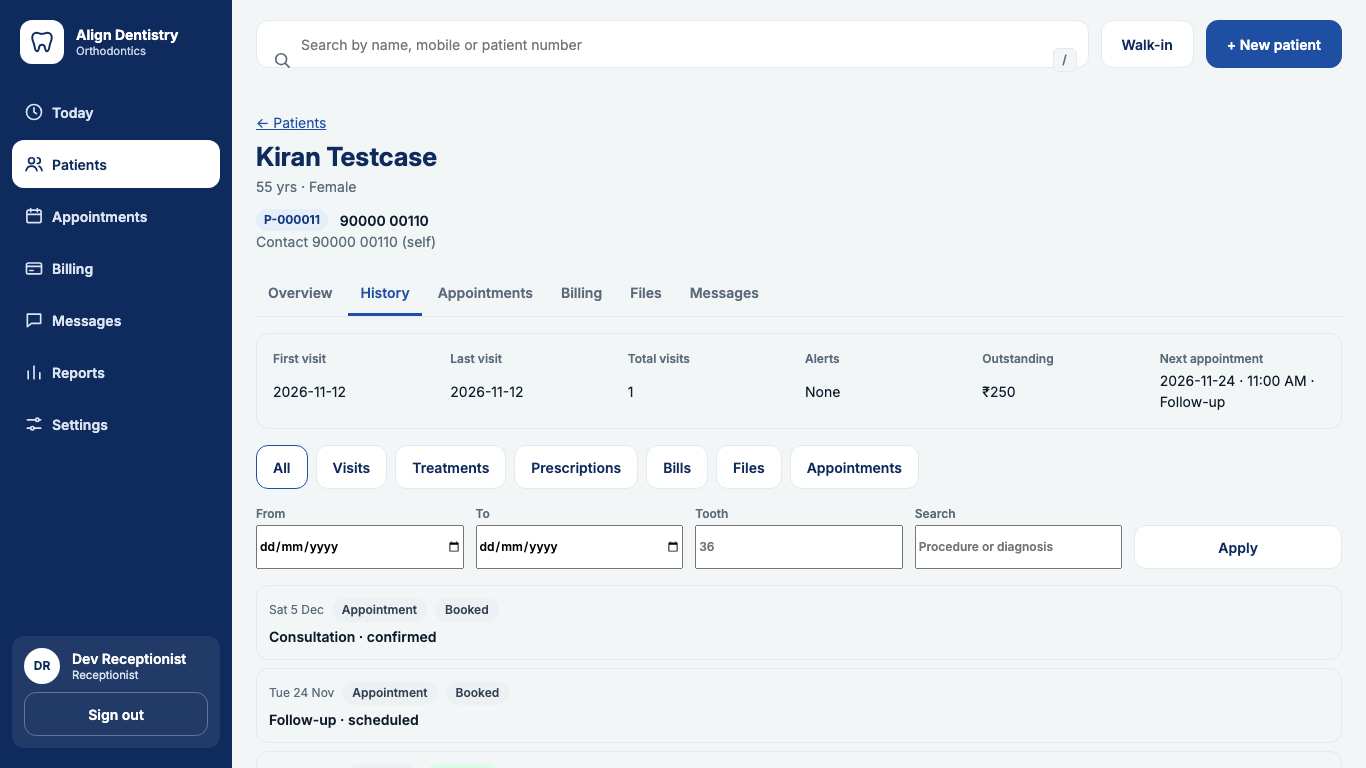 Align Dentistry
Orthodontics
Today
Patients
Appointments
Billing
Messages
Reports
Settings
DR
Dev Receptionist
Receptionist
Sign out
Search by name, mobile or patient number
/
Walk-in
+ New patient
← Patients
Kiran Testcase
55 yrs · Female
P-000011 90000 00110
Contact 90000 00110 (self)
Overview History Appointments Billing Files Messages
First visit Last visit Total visits Alerts Outstanding Next appointment
2026-11-12 2026-11-12 1 None ₹250 2026-11-24 · 11:00 AM ·
Follow-up
All Visits Treatments Prescriptions Bills Files Appointments
From To Tooth Search
dd/mm/yyyy dd/mm/yyyy 36 Procedure or diagnosis Apply
Sat 5 Dec Appointment Booked
Consultation · confirmed
Tue 24 Nov Appointment Booked
Follow-up · scheduled